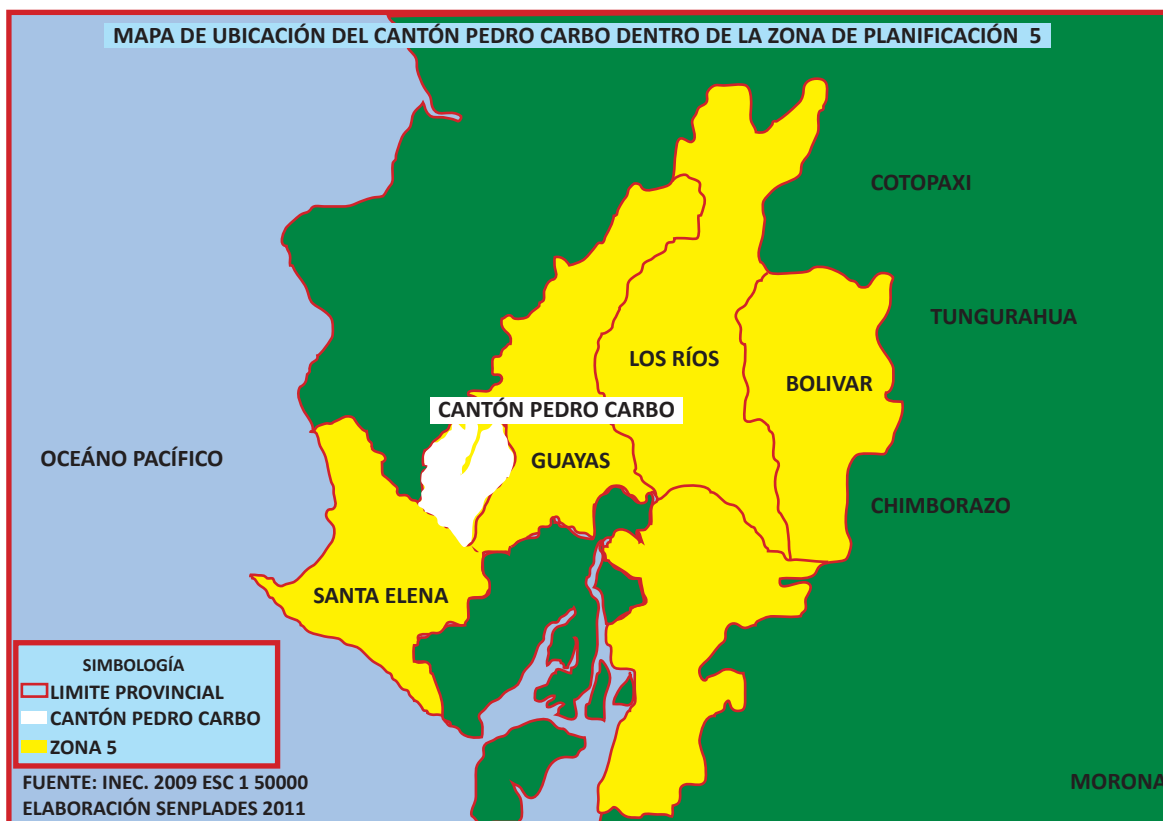 MAPA DE UBICACIÓN DEL CANTÓN PEDRO CARBO DENTRO DE LA ZONA DE PLANIFICACIÓN 5
COTOPAXI
TUNGURAHUA
LOS RÍOS
BOLIVAR
CANTÓN PEDRO CARBO
OCEÁNO PACÍFICO
GUAYAS
CHIMBORAZO
SANTA ELENA
SIMBOLOGÍA
LIMITE PROVINCIAL
CANTÓN PEDRO CARBO
ZONA 5
FUENTE: INEC. 2009 ESC 1 50000
ELABORACIÓN SENPLADES 2011
MORONA